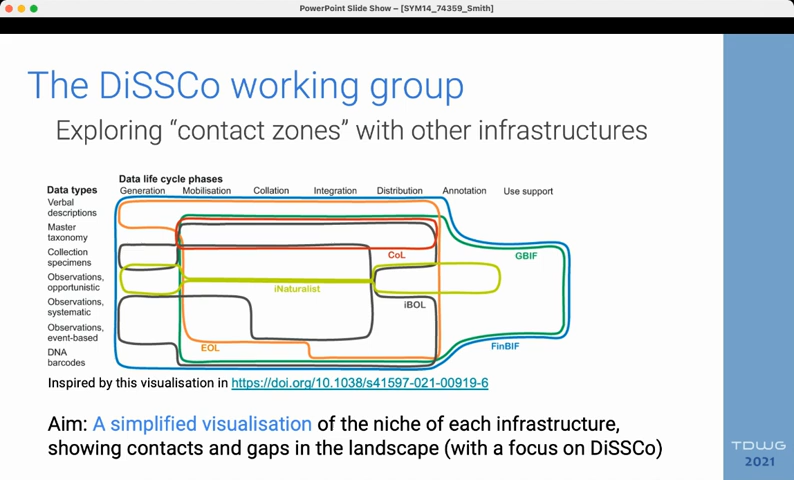 PowerPoint Slide Show – [SYM14_74359_Smith]
The DiSSCo working group
Exploring “contact zones” with other infrastructures
Data life cycle phases
Data types
Generation
Mobilisation
Collation
Integration
Distribution
Annotation
Use support
Verbal
descriptions
Master
taxonomy
Collection
specimens
Observations,
opportunistic
Observations,
systematic
Observations,
event-based
DNA
barcodes
CoL
GBIF
iNaturalist
iBOL
EOL
FinBIF
Inspired by this visualisation in https://doi.org/10.1038/s41597-021-00919-6
Aim: A simplified visualisation of the niche of each infrastructure,
showing contacts and gaps in the landscape (with a focus on DiSSCo)
TDWG
2021